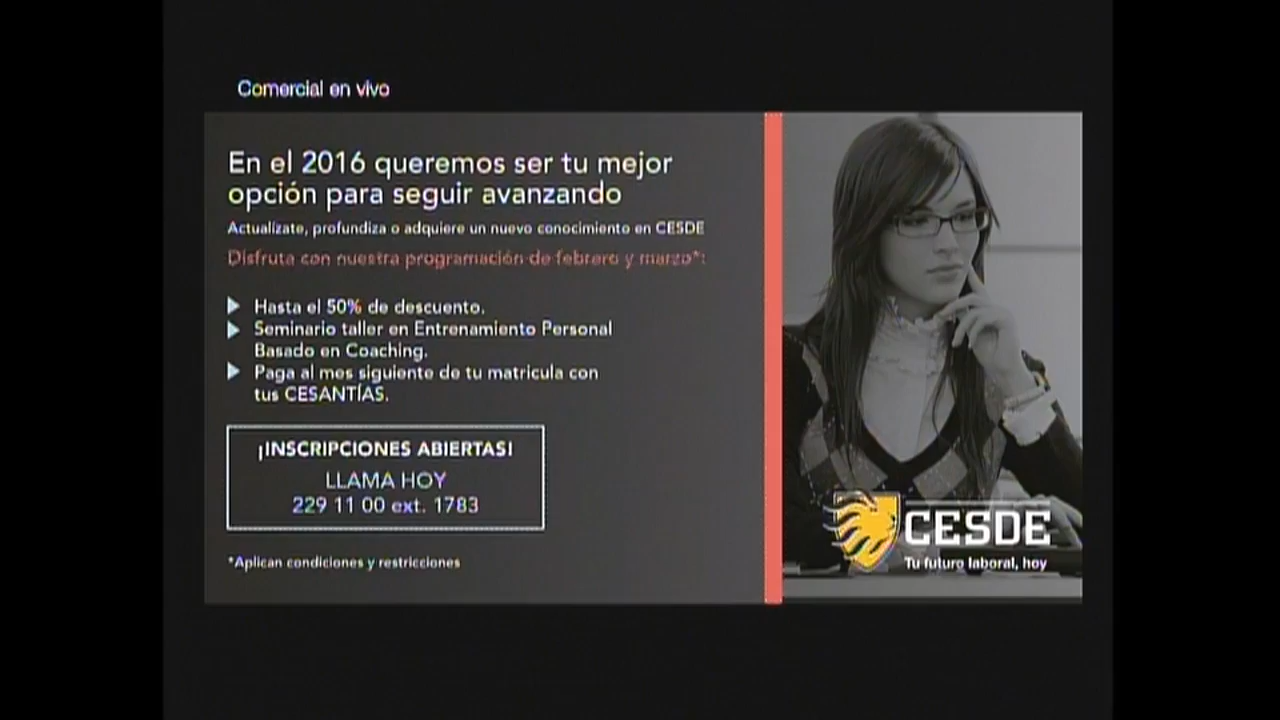 Comercial en vivo
En el 2016 queremos ser tu mejor
opción para seguir avanzando
Actualízate, profundiza o adquiere un nuevo conocimiento en CESDE
Disfruta con nuestra programación de febrero y marzo*:
Hasta el 50% de descuento.
Seminario taller en Entrenamiento Personal
Basado en Coaching.
Paga al mes siguiente de tu matricula con
tus CESANTÍAS.
¡INSCRIPCIONES ABIERTAS!
LLAMA HOY
229 11 00 ext. 1783
*Aplican condiciones y restricciones
CESDE
Tu futuro laboral, hoy